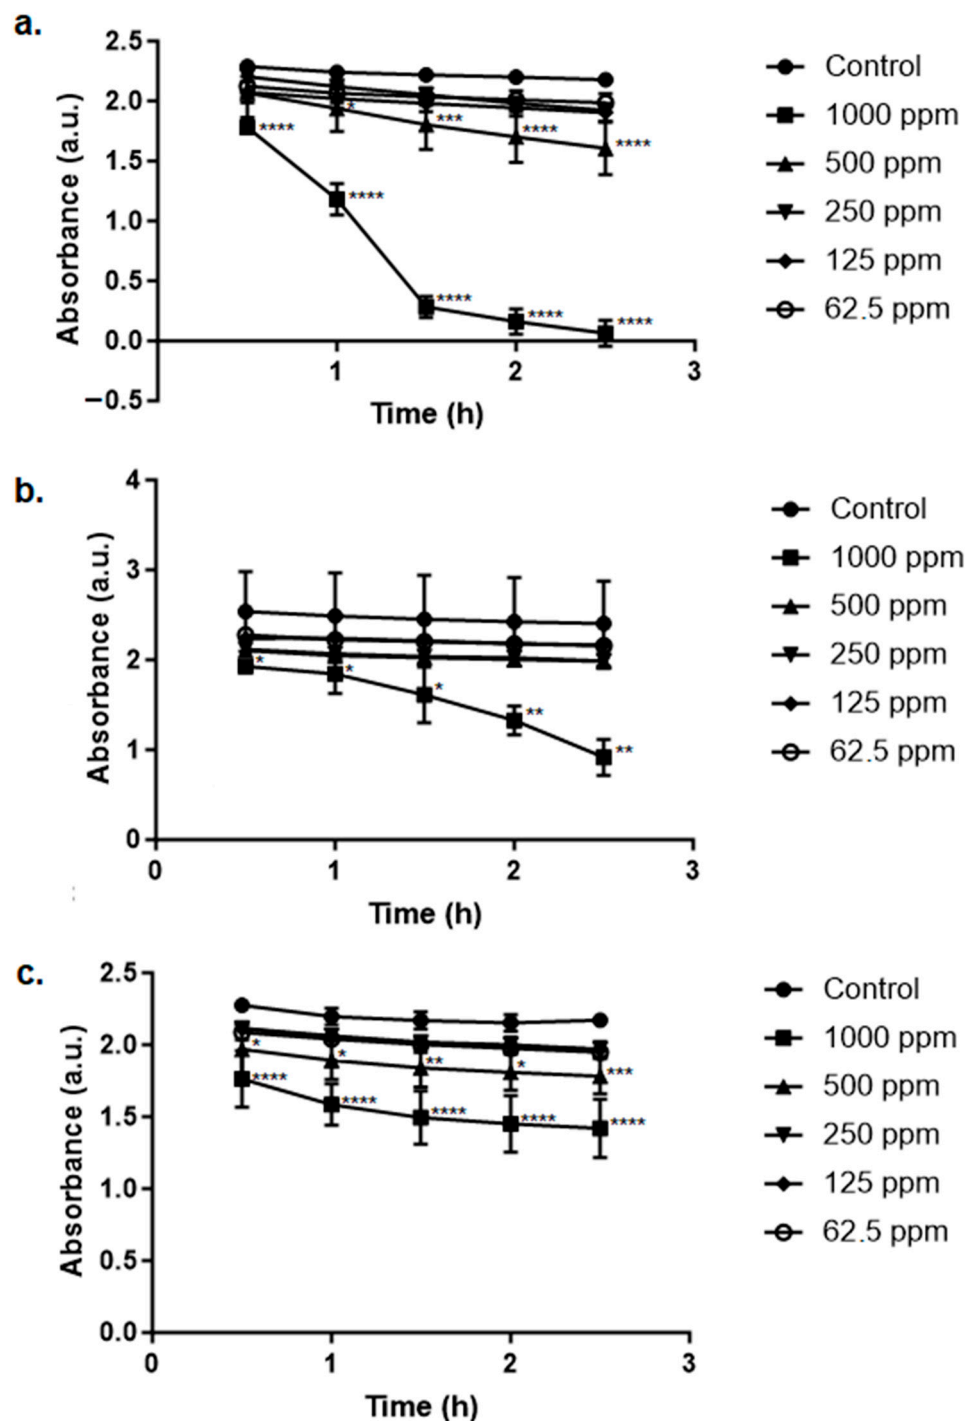 a.
2.5
2.0
1.5
1.0
0.5
0.0
−0.5
Absorbance (a.u.)
* *** **** ****
****
****
**** **** ****
1 2 3
Time (h)
Control
1000 ppm
500 ppm
250 ppm
125 ppm
62.5 ppm
b.
4
3
2
1
0
Absorbance (a.u.)
* * * ** **
0 1 2 3
Time (h)
Control
1000 ppm
500 ppm
250 ppm
125 ppm
62.5 ppm
c.
2.5
2.0
1.5
1.0
0.5
0.0
Absorbance (a.u.)
* * ** * ***
**** **** **** **** ****
0 1 2 3
Time (h)
Control
1000 ppm
500 ppm
250 ppm
125 ppm
62.5 ppm